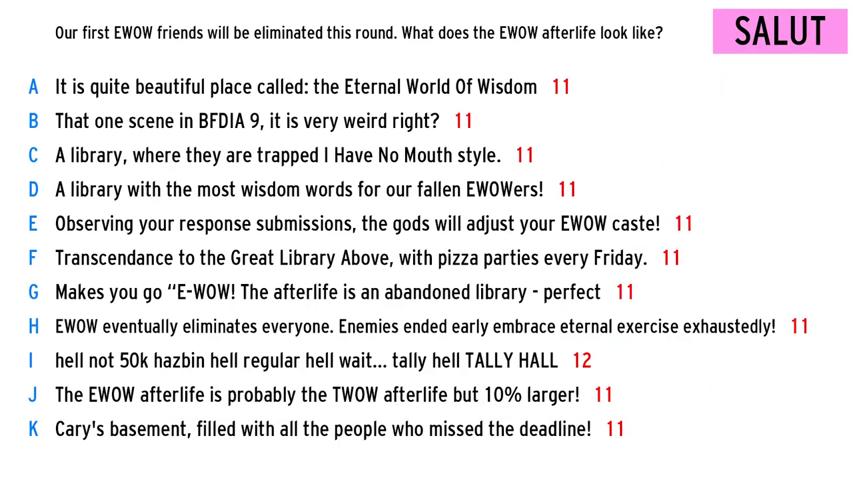 Our first EWOW friends will be eliminated this round. What does the EWOW afterlife look like?
SALUT
A It is quite beautiful place called: the Eternal World Of Wisdom 11
B That one scene in BFDIA 9, it is very weird right? 11
C A library, where they are trapped I Have No Mouth style. 11
D A library with the most wisdom words for our fallen EWOWers! 11
E Observing your response submissions, the gods will adjust your EWOW caste! 11
F Transcendance to the Great Library Above, with pizza parties every Friday. 11
G Makes you go “E-WOW! The afterlife is an abandoned library - perfect 11
H EWOW eventually eliminates everyone. Enemies ended early embrace eternal exercise exhaustedly! 11
I hell not 50k hazbin hell regular hell wait... tally hell TALLY HALL 12
J The EWOW afterlife is probably the TWOW afterlife but 10% larger! 11
K Cary's basement, filled with all the people who missed the deadline! 11